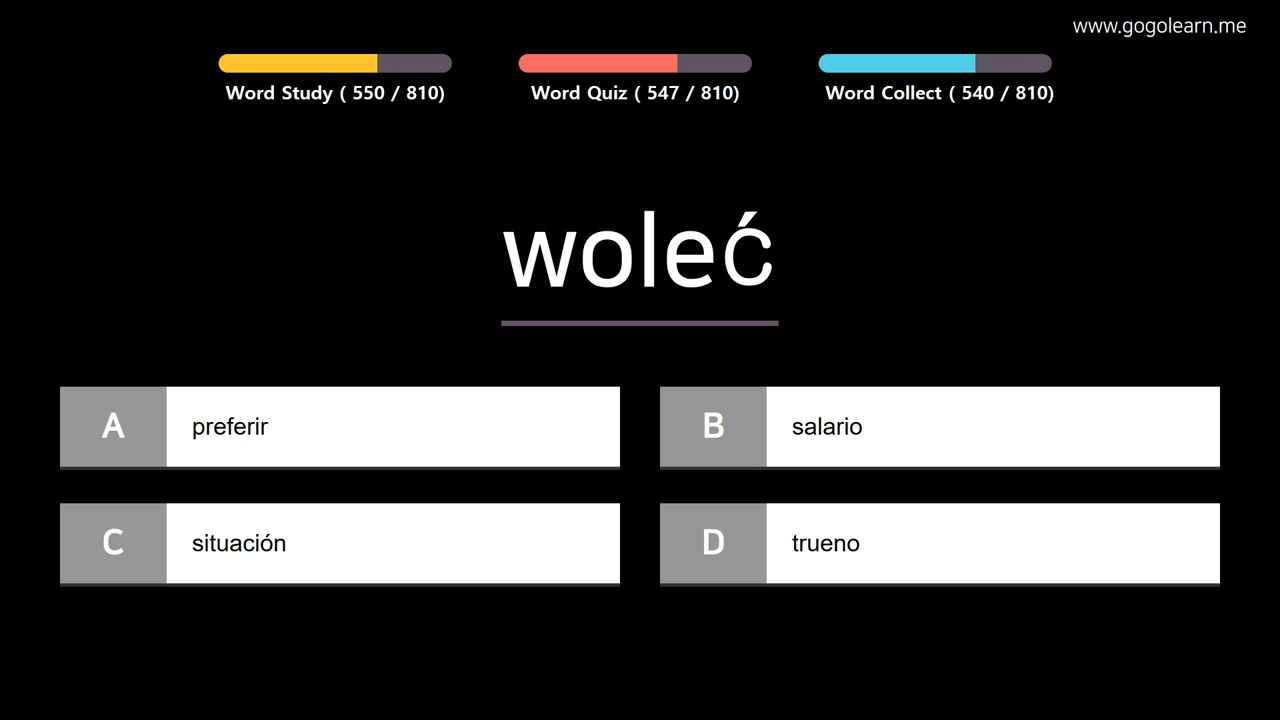 www.gogolearn.me
Word Study ( 550 / 810)
Word Quiz ( 547 / 810)
Word Collect ( 540 / 810)
woleć
A preferir
B salario
C situación
D trueno